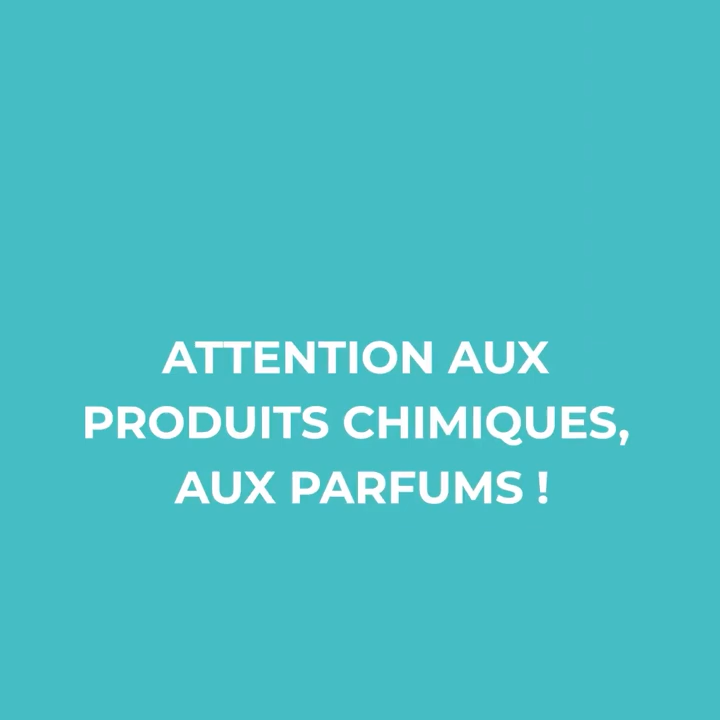 ATTENTION AUX
PRODUITS CHIMIQUES,
AUX PARFUMS !